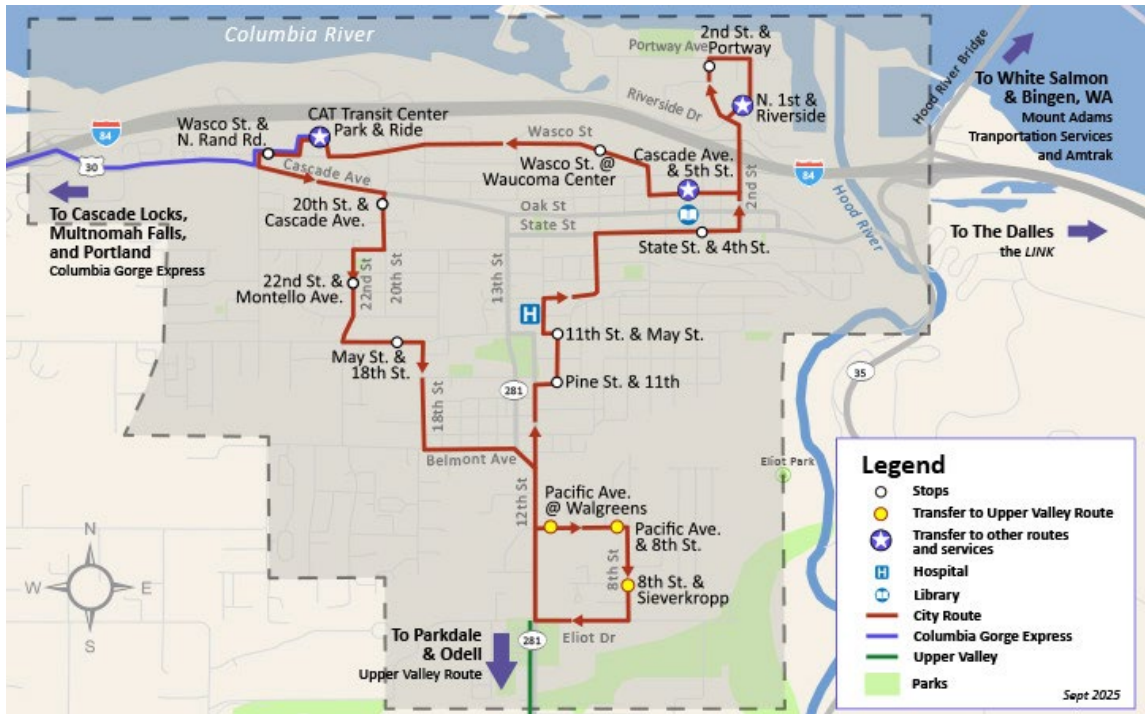 Columbia River
Portway Ave
2nd St. &
Portway
Hood River Bridge
To White Salmon
& Bingen, WA
Mount Adams
Tranportation Services
and Amtrak
84
Wasco St. &
N. Rand Rd.
CAT Transit Center
Park & Ride
Wasco St
Riverside Dr
N. 1st &
Riverside
30
Cascade Ave
Wasco St. @
Waucoma Center
Cascade Ave.
& 5th St.
2nd St
84
Hood River
To Cascade Locks,
Multnomah Falls,
and Portland
Columbia Gorge Express
20th St. &
Cascade Ave.
Oak St
State St
State St. & 4th St.
To The Dalles
the LINK
22nd St. &
Montello Ave.
22nd St
20th St
13th St
H
11th St. & May St.
May St. &
18th St.
281
Pine St. & 11th
35
18th St
Belmont Ave
12th St
Eliot Park
Pacific Ave.
@ Walgreens
Pacific Ave.
& 8th St.
8th St
8th St. &
Sieverkropp
N
W
E
S
To Parkdale
& Odell
Upper Valley Route
281
Eliot Dr
Legend
Stops
Transfer to Upper Valley Route
Transfer to other routes
and services
H Hospital
Library
City Route
Columbia Gorge Express
Upper Valley
Parks
Sept 2025